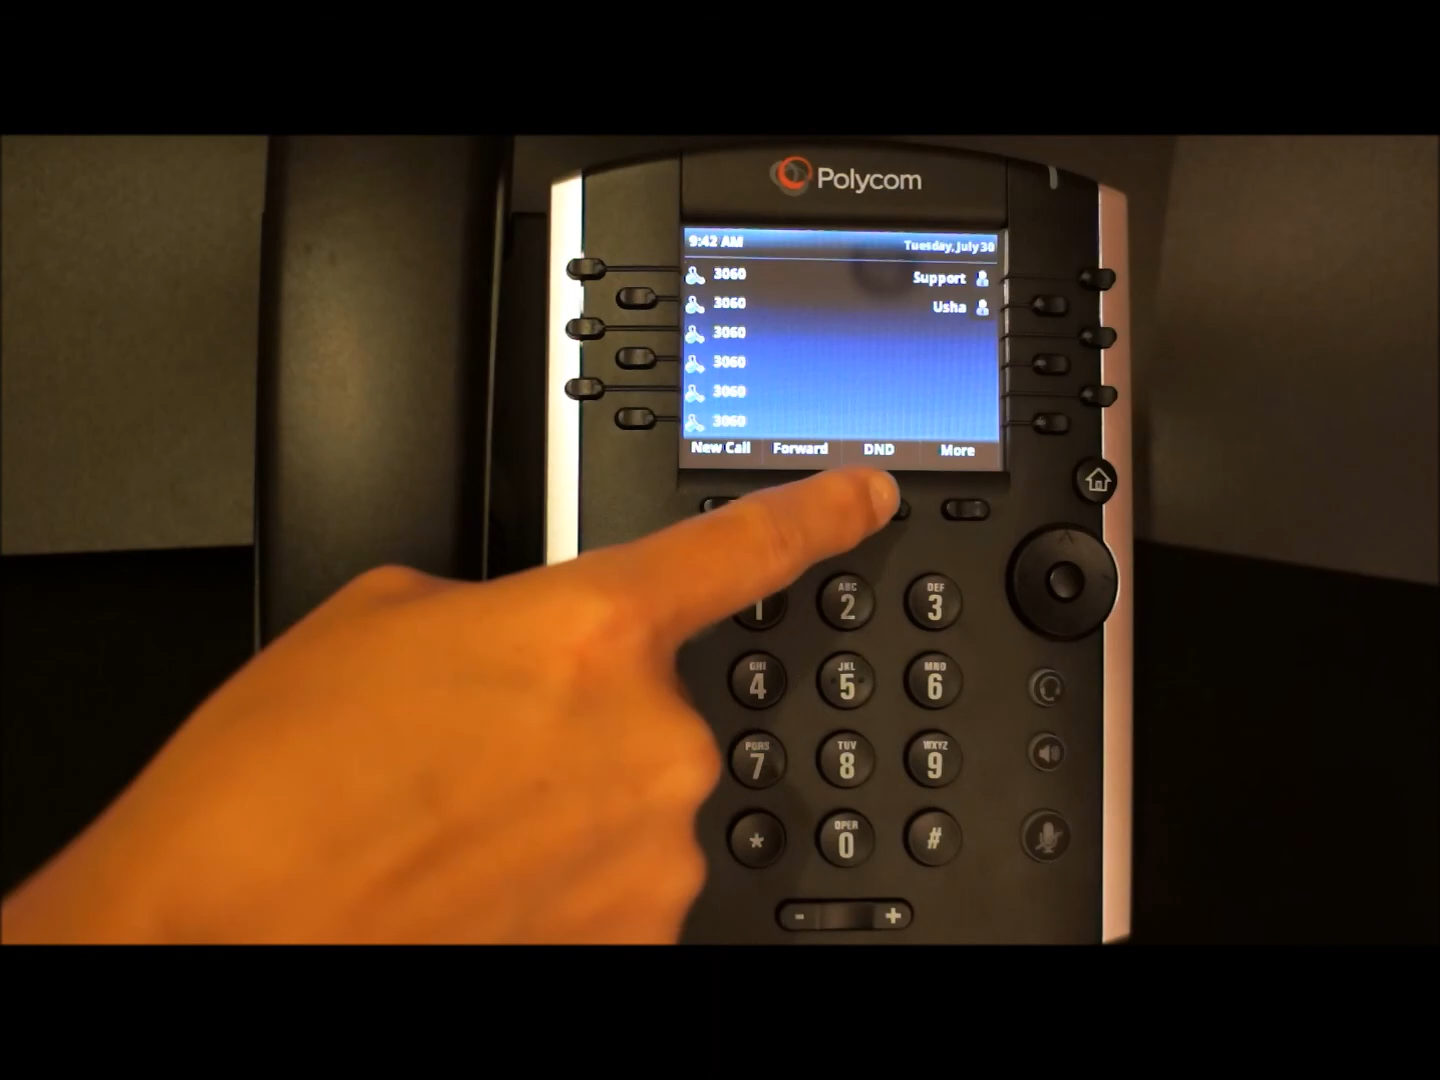 Polycom
9:42 AM Tuesday, July 30
3060 Support
3060 Usha
3060
3060
3060
3060
New Call Forward DND More
1 ABC 2 DEF 3
GHI 4 JKL 5 MNO 6
PQRS 7 TUV 8 WXYZ 9
* OPER 0 #
- +